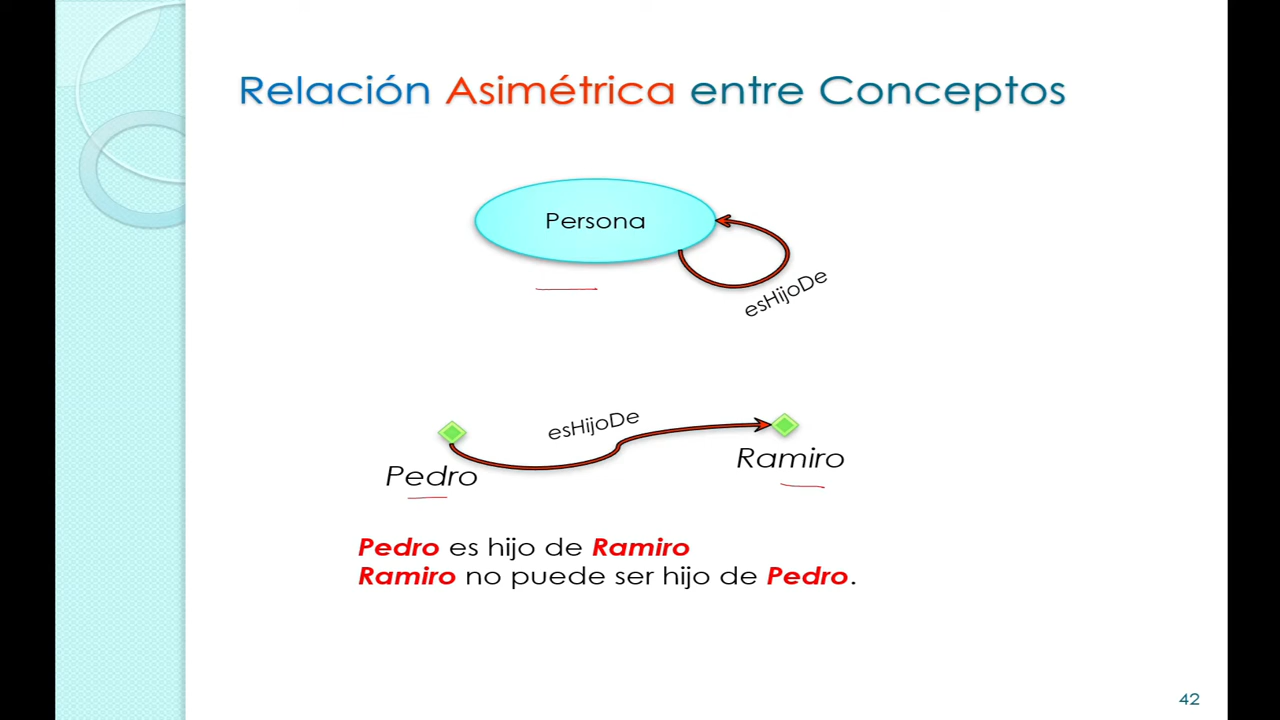 Relación Asimétrica entre Conceptos
Persona
esHijoDe
esHijoDe
Pedro
Ramiro
Pedro es hijo de Ramiro
Ramiro no puede ser hijo de Pedro.
42